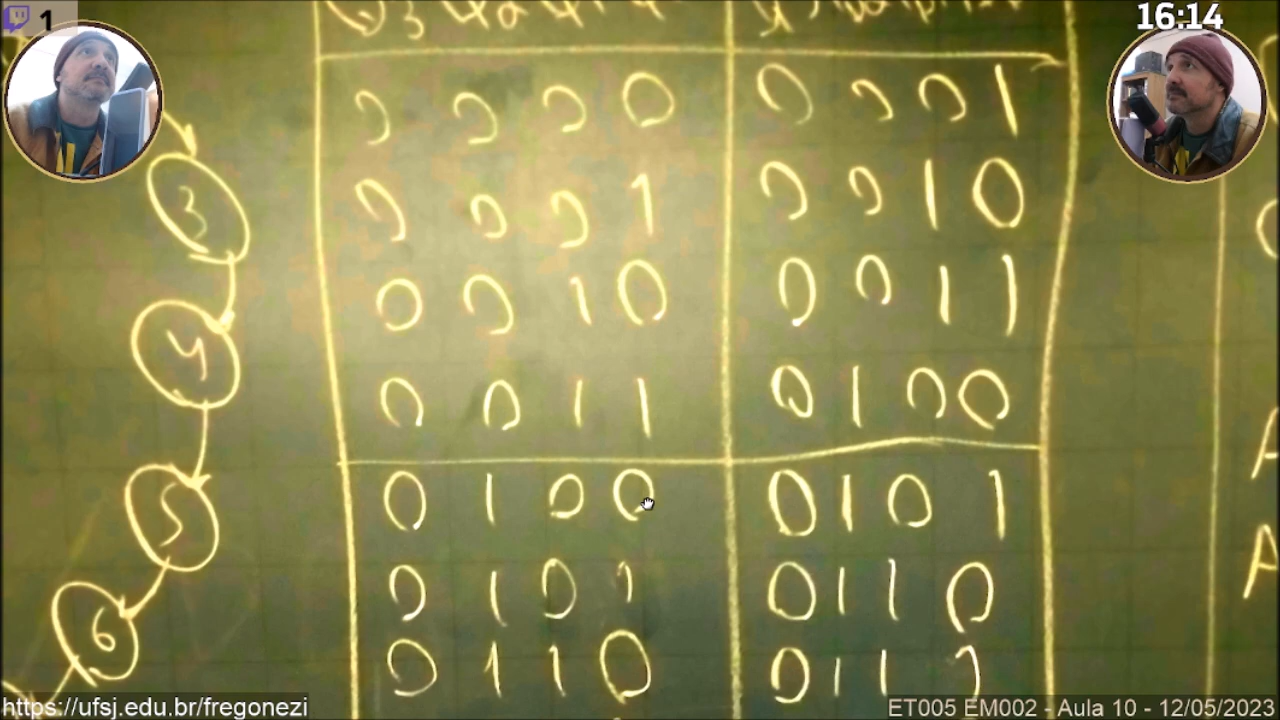 1
16:14
0 0 0 0 0 0 0 1
3
0 0 0 1 0 0 1 0
0 0 1 0 0 0 1 1
4
0 0 1 1 0 1 0 0
0 1 0 0 0 1 0 1
5
0 1 0 1 0 1 1 0
6
0 1 1 0 0 1 1 1
https://ufsj.edu.br/fregonezi
ET005 EM002 - Aula 10 - 12/05/2023